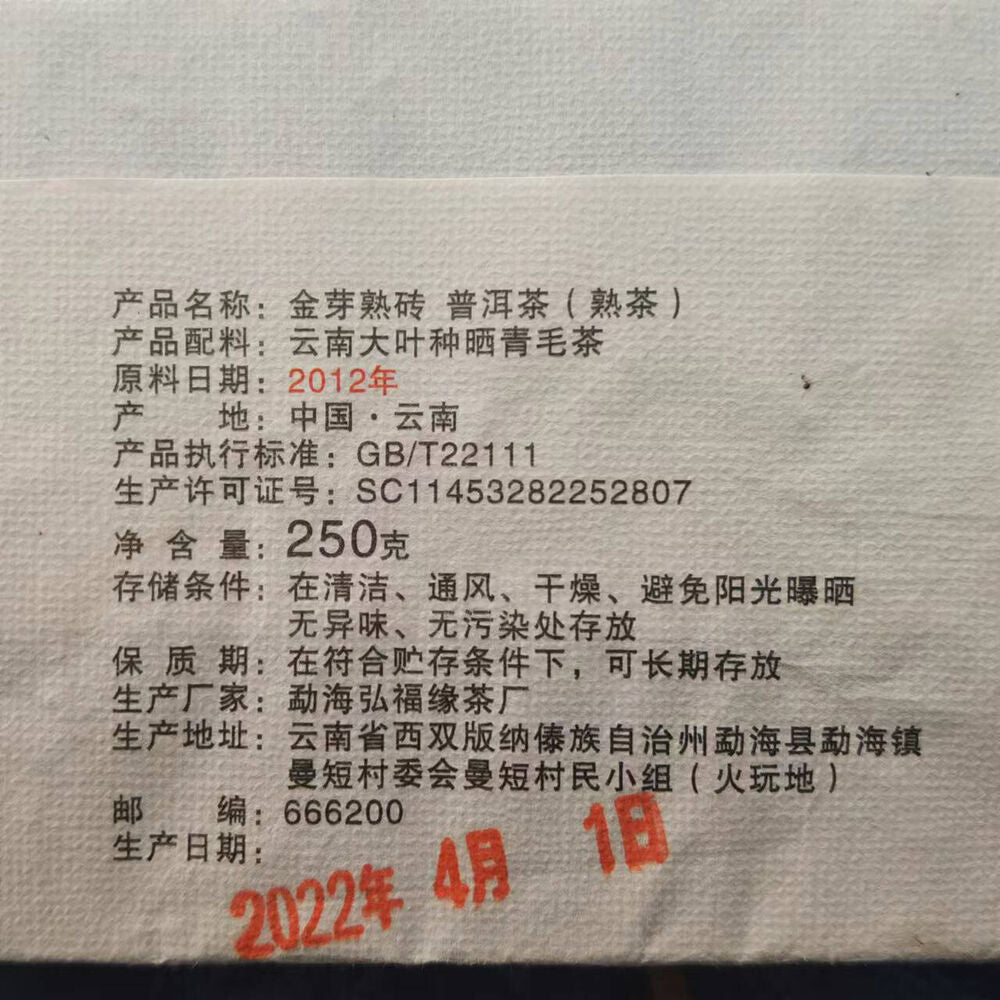 产品名称：金芽熟砖 普洱茶（熟茶）
产品配料：云南大叶种晒青毛茶
原料日期：2012年
产 地：中国·云南
产品执行标准：GB/T22111
生产许可证号：SC11453282252807
净含量：250克
存储条件：在清洁、通风、干燥、避免阳光曝晒
无异味、无污染处存放
保质期：在符合贮存条件下，可长期存放
生产厂家：勐海弘福缘茶厂
生产地址：云南省西双版纳傣族自治州勐海县勐海镇
曼短村委会曼短村民小组（火玩地）
邮 编：666200
生产日期：
2022年 4月 1日